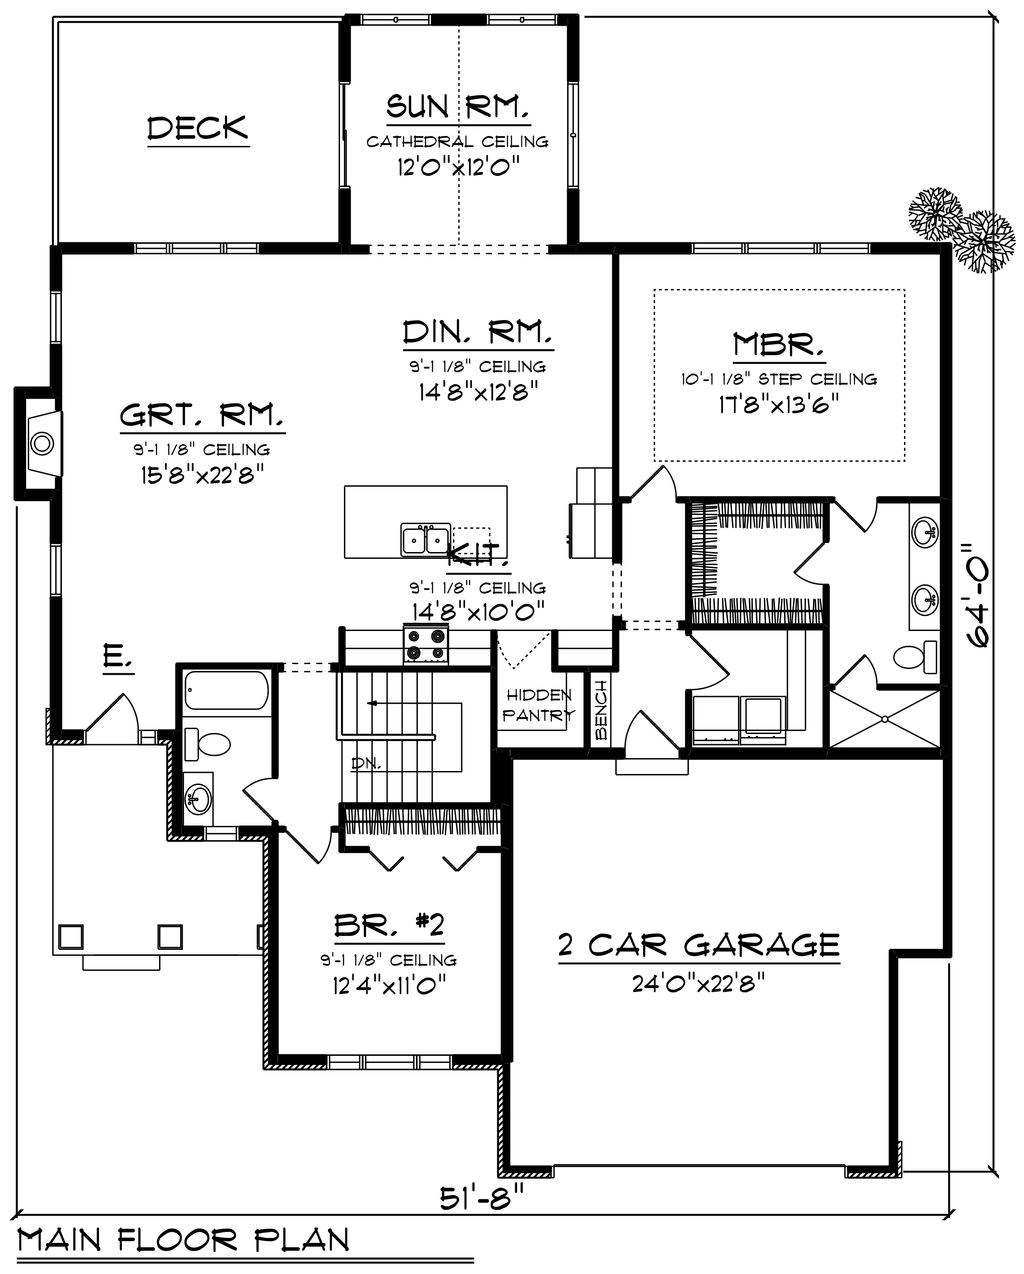 DECK
SUN RM.
CATHEDRAL CEILING
12'0"x12'0"
DIN. RM.
9'-1 1/8" CEILING
14'8"x12'8"
MBR.
10'-1 1/8" STEP CEILING
17'8"x13'6"
GRT. RM.
9'-1 1/8" CEILING
15'8"x22'8"
KIT.
9'-1 1/8" CEILING
14'8"x10'0"
64'-0"
E.
HIDDEN
PANTRY
BENCH
DN.
BR. #2
9'-1 1/8" CEILING
12'4"x11'0"
2 CAR GARAGE
24'0"x22'8"
51'-8"
MAIN FLOOR PLAN